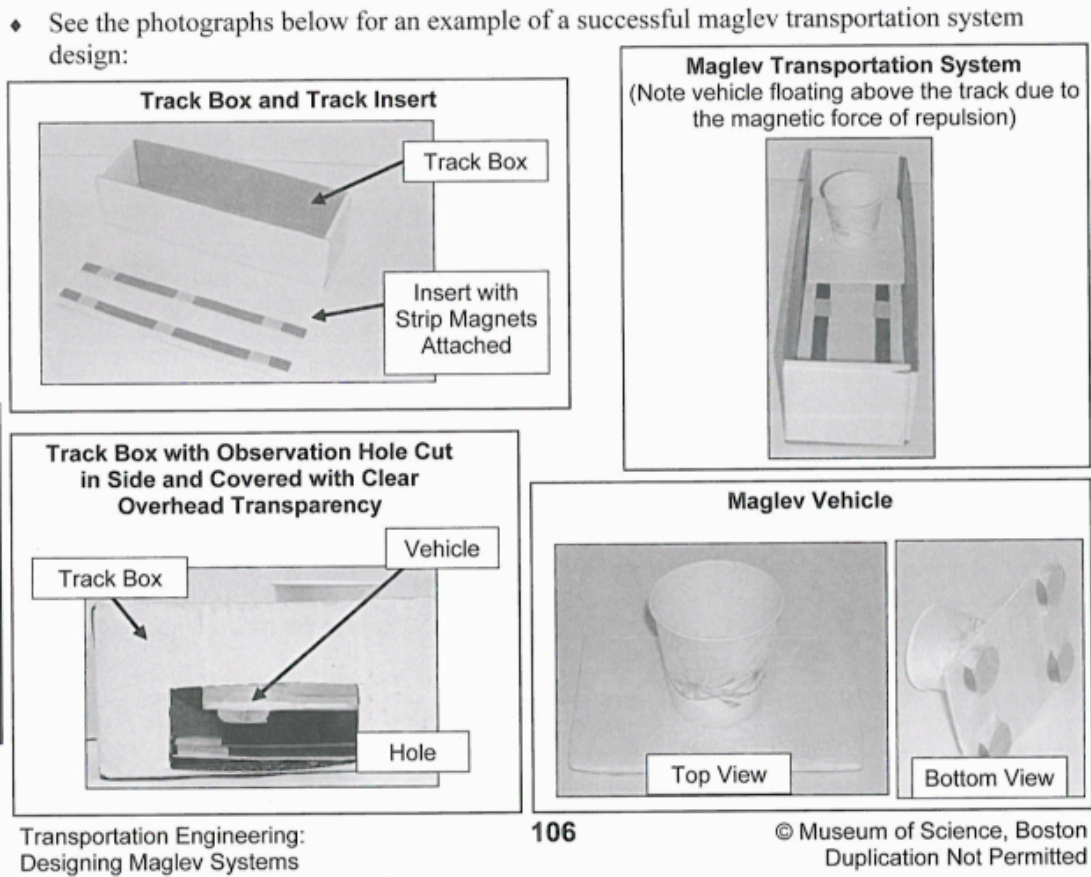 ♦ See the photographs below for an example of a successful maglev transportation system
design:
Track Box and Track Insert
Track Box
Insert with
Strip Magnets
Attached
Maglev Transportation System
(Note vehicle floating above the track due to
the magnetic force of repulsion)
Track Box with Observation Hole Cut
in Side and Covered with Clear
Overhead Transparency
Vehicle
Track Box
Hole
Maglev Vehicle
Top View
Bottom View
Transportation Engineering:
Designing Maglev Systems
106
© Museum of Science, Boston
Duplication Not Permitted